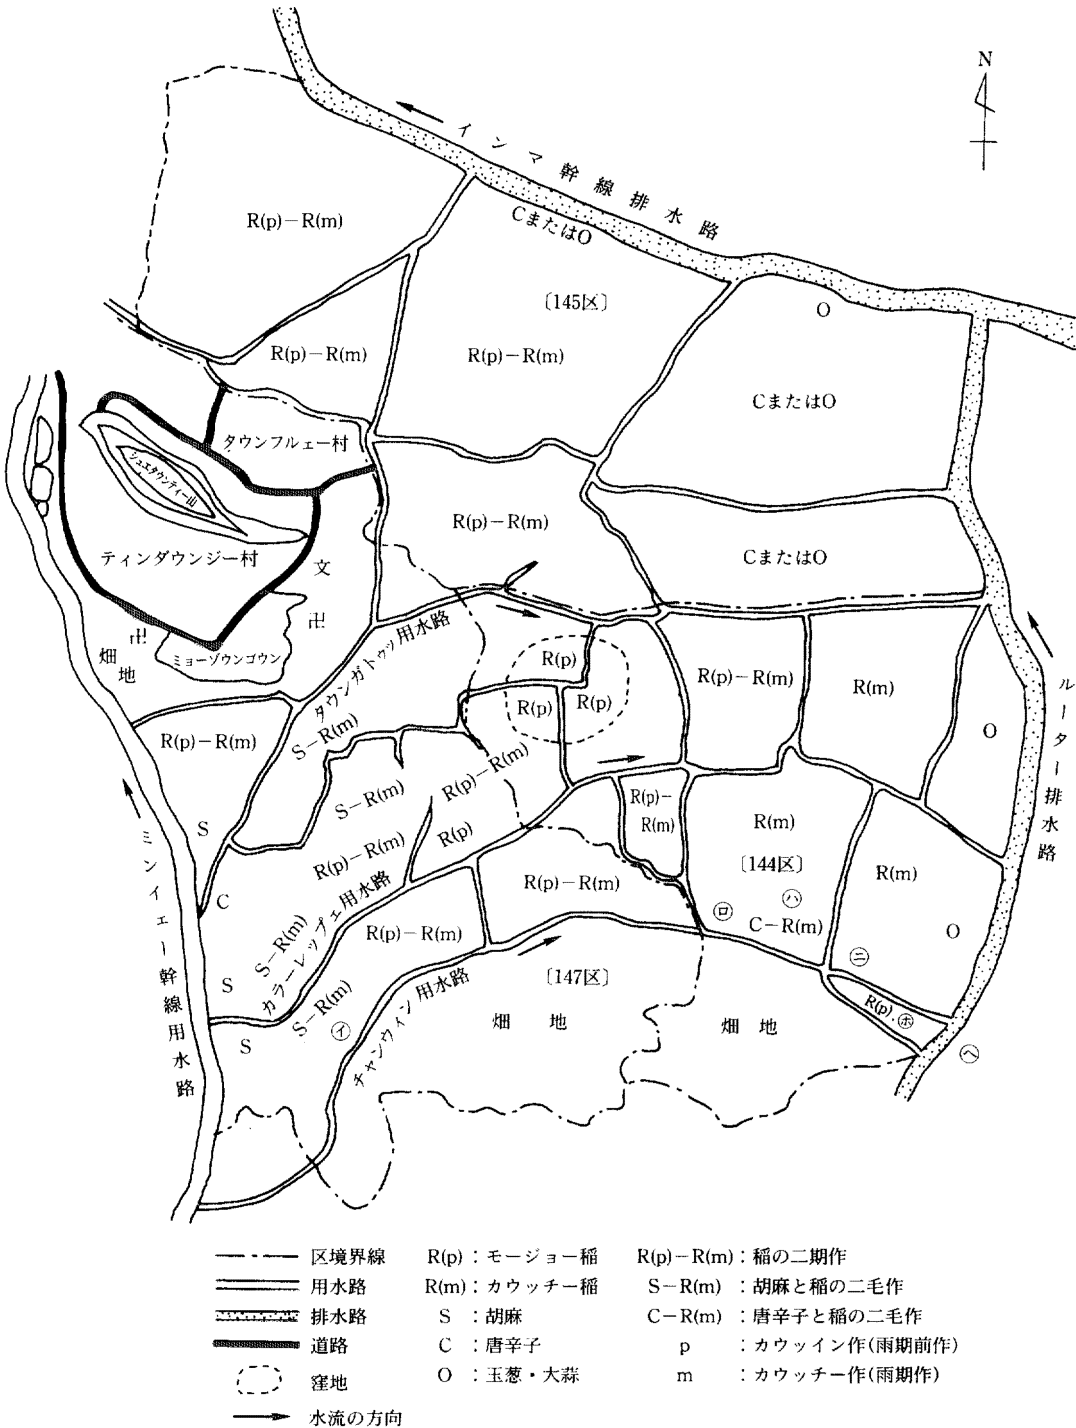 N
インマ幹線排水路
R(p)−R(m)
CまたはO
〔145区〕
O
R(p)−R(m)
R(p)−R(m)
CまたはO
タウンフルェー村
シュエタウンティー山
R(p)−R(m)
CまたはO
ティンダウンジー村
文
卍
卍
畑地
ミョーゾウンゴウン
タウンガトゥッ用水路
R(p)
R(p)
R(p)
R(p)−R(m)
R(m)
O
ルーター排水路
R(p)−R(m)
S−R(m)
S−R(m)
R(p)−R(m)
R(p)−
R(m)
R(m)
〔144区〕
S
R(p)−R(m)
R(p)
R(p)−R(m)
R(m)
C
カラーレップェ用水路
S−R(m)
R(p)−R(m)
㋺
㋩
C−R(m)
O
ミンイェー幹線用水路
S
S−R(m)
㋑
チャンウィン用水路
〔147区〕
畑地
畑地
㋥
R(p)
㋭
㋬
S
区境界線 R(p):モージョー稲 R(p)−R(m):稲の二期作
用水路 R(m):カウッチー稲 S−R(m):胡麻と稲の二毛作
排水路 S:胡麻 C−R(m):唐辛子と稲の二毛作
道路 C:唐辛子 p:カウッイン作(雨期前作)
窪地 O:玉葱・大蒜 m:カウッチー作(雨期作)
水流の方向